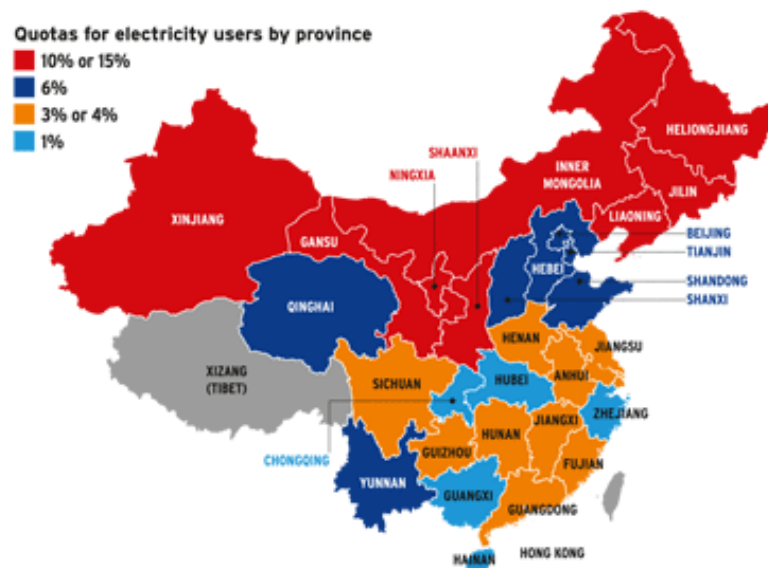 Quotas for electricity users by province
10% or 15%
6%
3% or 4%
1%
HELIONGJIANG
SHAANXI
NINGXIA
INNER
MONGOLIA
JILIN
XINJIANG
LIAONING
GANSU
BEIJING
TIANJIN
HEBEI
SHANDONG
QINGHAI
SHANXI
HENAN
JIANGSU
XIZANG
(TIBET)
SICHUAN
HUBEI
ANHUI
ZHEJIANG
JIANGXI
HUNAN
GUIZHOU
CHONGQING
FUJIAN
YUNNAN
GUANGXI
GUANGDONG
HONG KONG
HAINAN